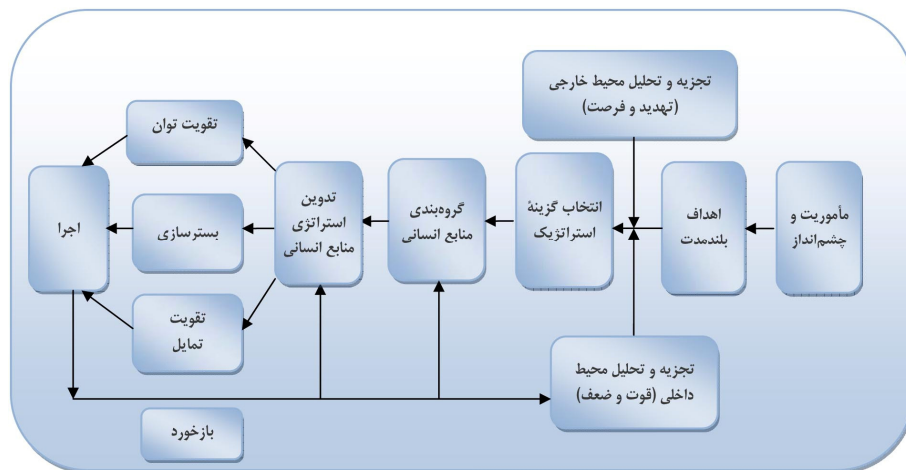 تجزیه و تحلیل محیط خارجی
(تهدید و فرصت)
مأموریت و
چشم‌انداز
اهداف
بلندمدت
انتخاب گزینهٔ
استراتژیک
گروه‌بندی
منابع انسانی
تدوین
استراتژی
منابع انسانی
تقویت توان
بسترسازی
تقویت
تمایل
اجرا
تجزیه و تحلیل محیط
داخلی (قوت و ضعف)
بازخورد